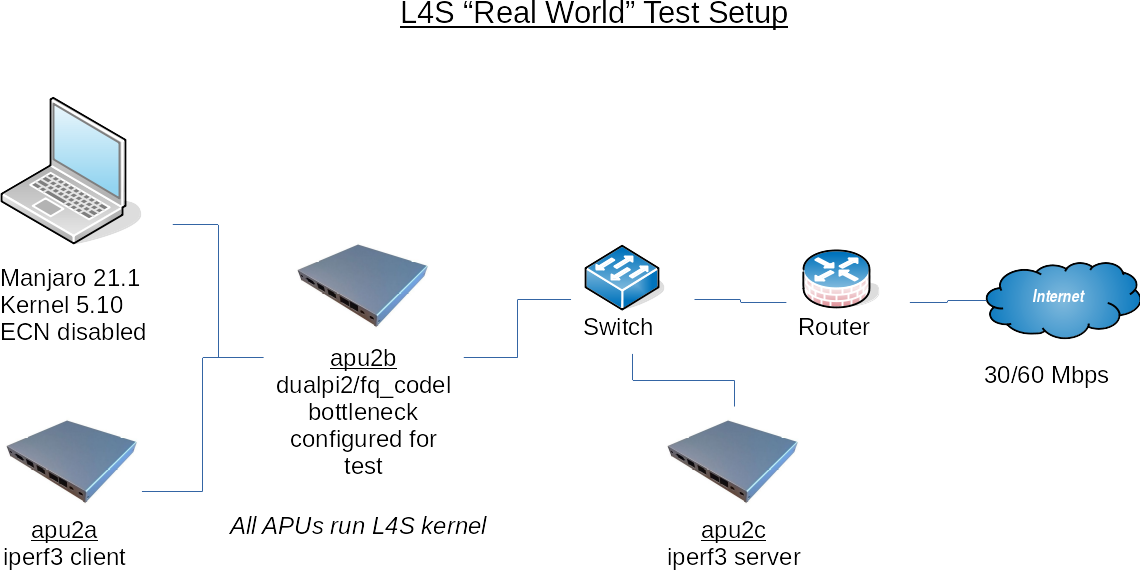 L4S “Real World” Test Setup
Manjaro 21.1
Kernel 5.10
ECN disabled
apu2b
dualpi2/fq_codel
bottleneck
configured for
test
Switch
Router
Internet
30/60 Mbps
apu2a
iperf3 client
All APUs run L4S kernel
apu2c
iperf3 server